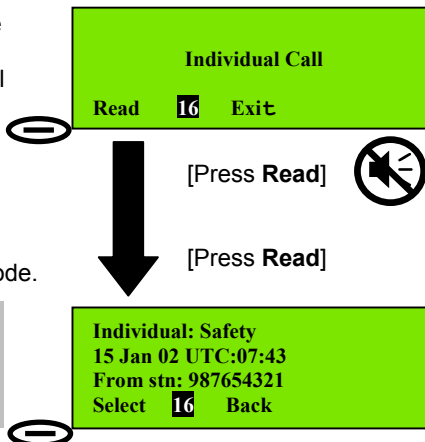 Individual Call
Read 16 Exit
[Press Read]
[Press Read]
ode.
Individual: Safety
15 Jan 02 UTC:07:43
From stn: 987654321
Select 16 Back